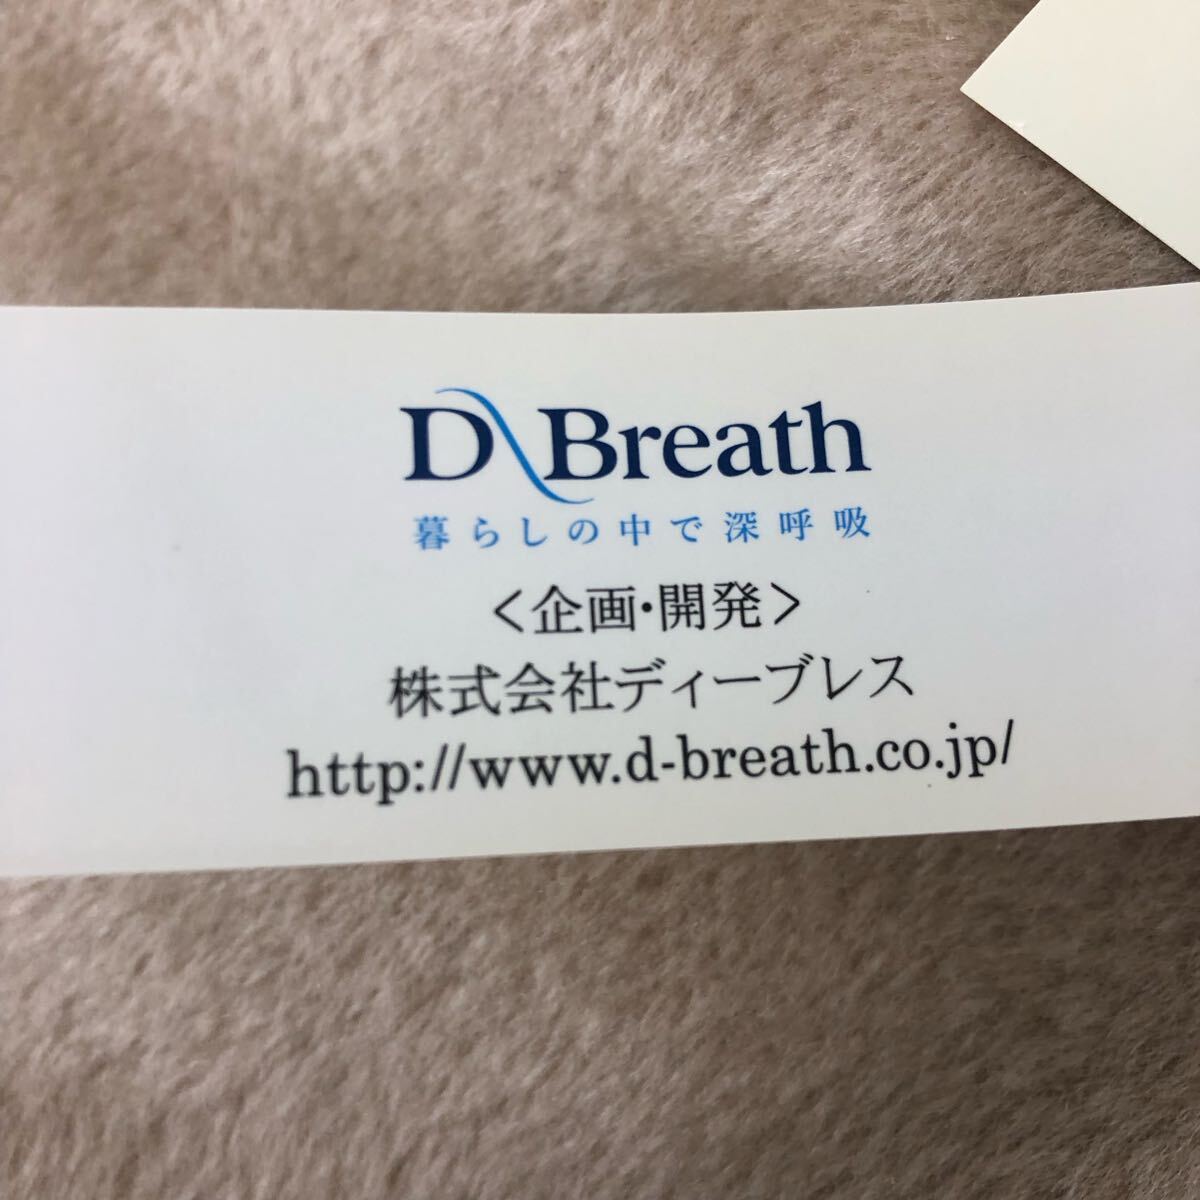 D Breath
暮らしの中で深呼吸
＜企画・開発＞
株式会社ディーブレス
http://www.d-breath.co.jp/